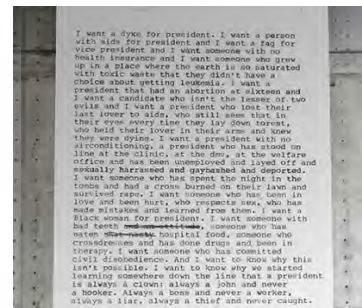 I want a dyke for president. I want a person
with aids for president and I want a fag for
vice president and I want someone with no
health insurance and I want someone who grew
up in a place where the earth is so saturated
with toxic waste that they didn't have a
choice about getting leukemia. I want a
president that had an abortion at sixteen and
I want a candidate who isn't the lesser of two
evils and I want a president who lost their
last lover to aids, who still sees that in
their eyes every time they lay down to rest,
who held their lover in their arms and knew
they were dying. I want a president with no
airconditioning, a president who has stood on
line at the clinic, at the dmv, at the welfare
office and has been unemployed and layed off and
sexually harrassed and gaybashed and deported.
I want someone who has spent the night in the
tombs and had a cross burned on their lawn and
survived rape. I want someone who has been in
love and been hurt, who respects sex, who has
made mistakes and learned from them. I want a
Black woman for president. I want someone with
bad teeth and an attitude, someone who has
eaten that nasty hospital food, someone who
crossdresses and has done drugs and been in
therapy. I want someone who has committed
civil disobedience. And I want to know why this
isn't possible. I want to know why we started
learning somewhere down the line that a president
is always a clown: always a john and never
a hooker. Always a boss and never a worker,
always a liar, always a thief and never caught.